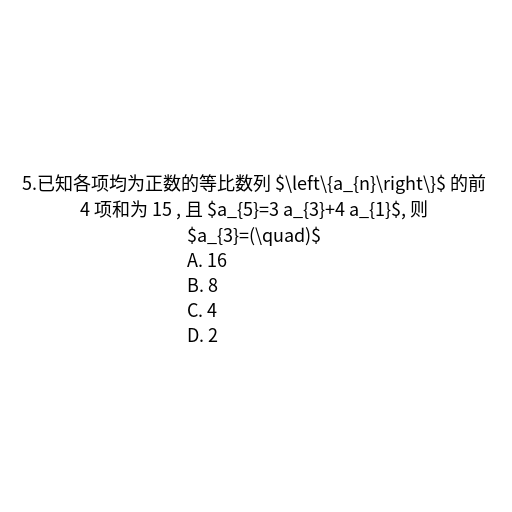 5.已知各项均为正数的等比数列 $\left\{a_{n}\right\}$ 的前
4 项和为 15 , 且 $a_{5}=3 a_{3}+4 a_{1}$, 则
$a_{3}=(\quad)$
A. 16
B. 8
C. 4
D. 2